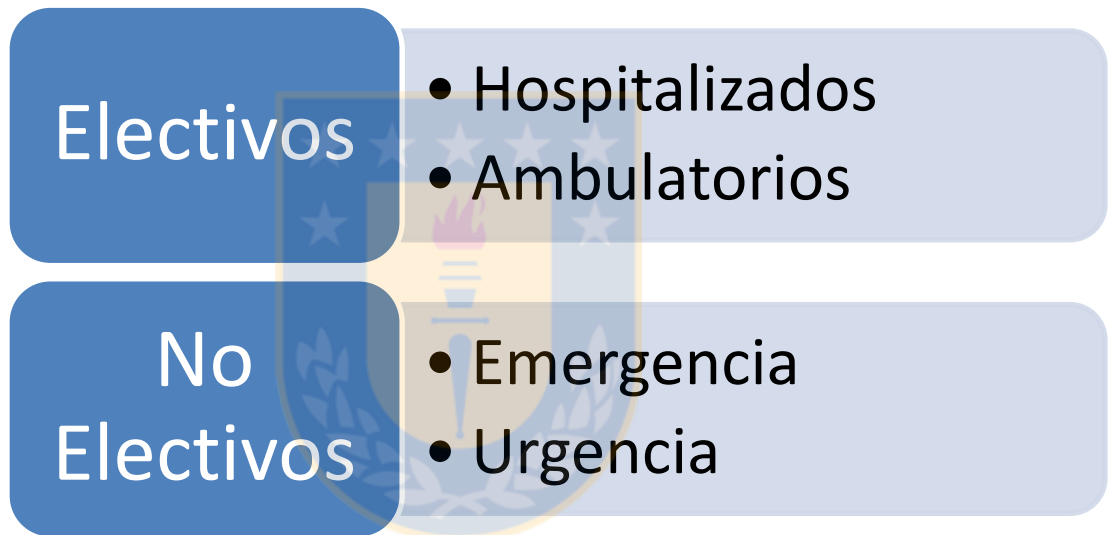 Electivos
• Hospitalizados
• Ambulatorios
No
Electivos
• Emergencia
• Urgencia